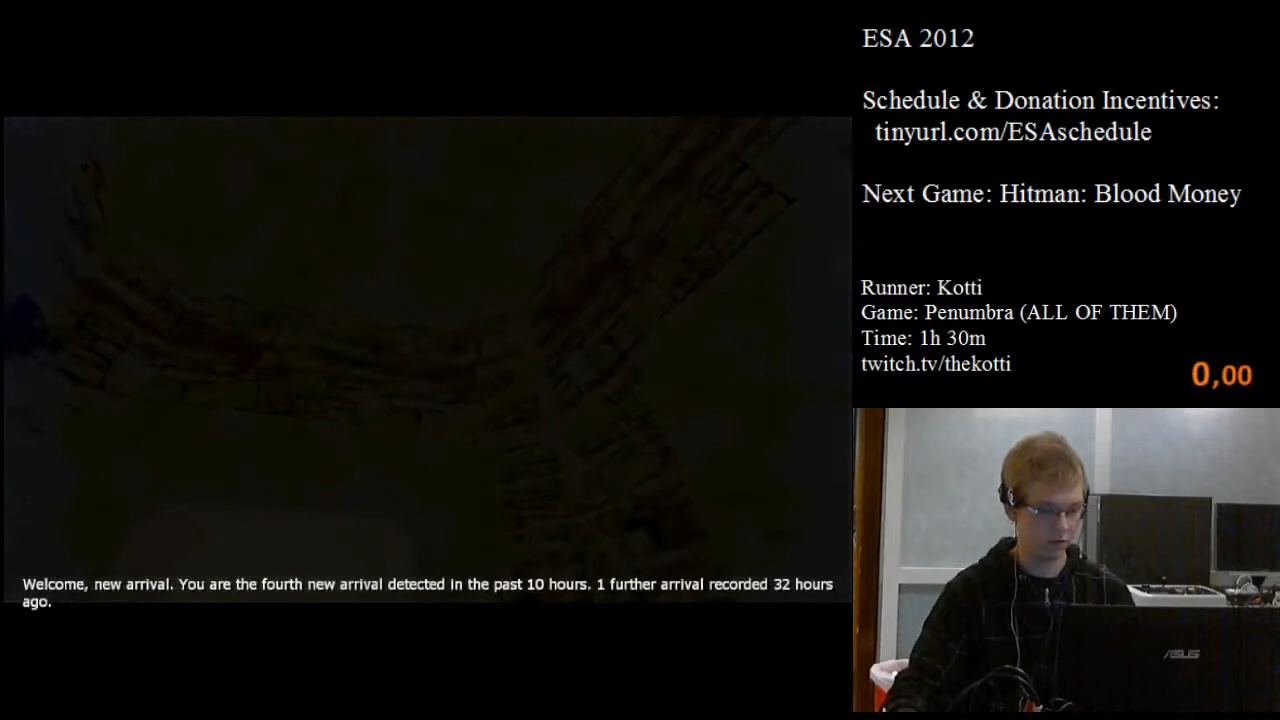 ESA 2012
Schedule & Donation Incentives:
tinyurl.com/ESAschedule
Next Game: Hitman: Blood Money
Runner: Kotti
Game: Penumbra (ALL OF THEM)
Time: 1h 30m
twitch.tv/thekotti
0,00
Welcome, new arrival. You are the fourth new arrival detected in the past 10 hours. 1 further arrival recorded 32 hours
ago.
ASUS